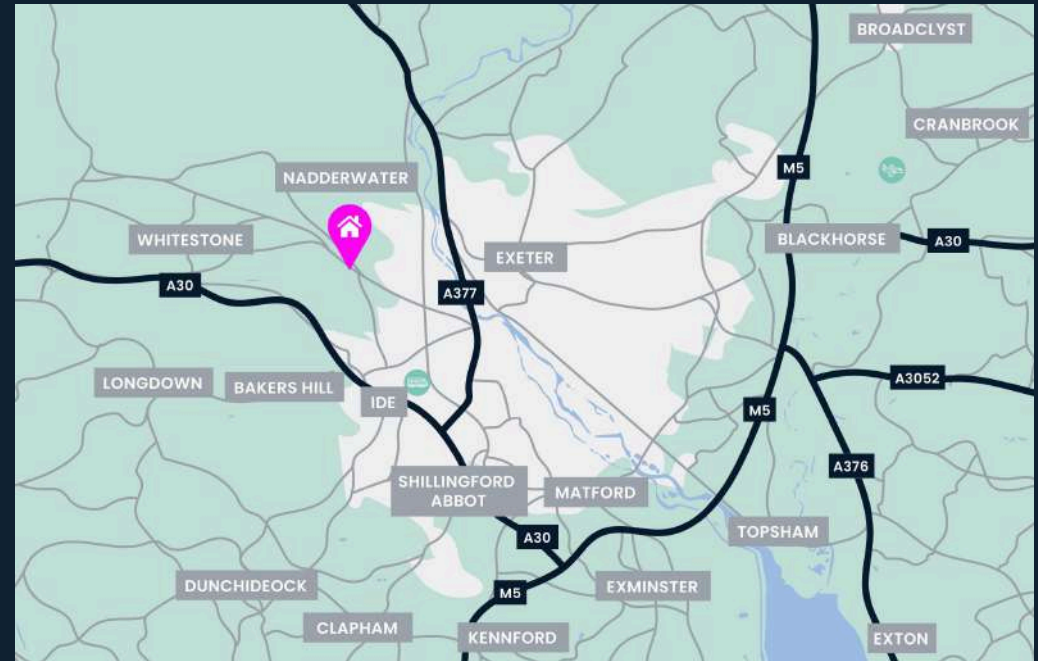 BROADCLYST
CRANBROOK
M5
NADDERWATER
WHITESTONE
BLACKHORSE
A30
EXETER
A30
A377
LONGDOWN
BAKERS HILL
IDE
A3052
M5
A376
SHILLINGFORD
ABBOT
MATFORD
TOPSHAM
A30
DUNCHIDEOCK
M5
EXMINSTER
CLAPHAM
KENNFORD
EXTON